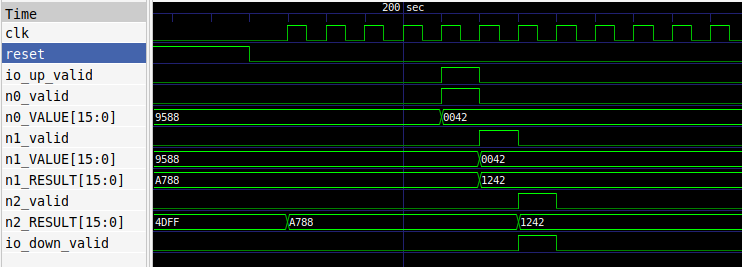 Time 200 sec
clk
reset
io_up_valid
n0_valid
n0_VALUE[15:0] 9588 0042
n1_valid
n1_VALUE[15:0] 9588 0042
n1_RESULT[15:0] A788 1242
n2_valid
n2_RESULT[15:0] 4DFF A788 1242
io_down_valid